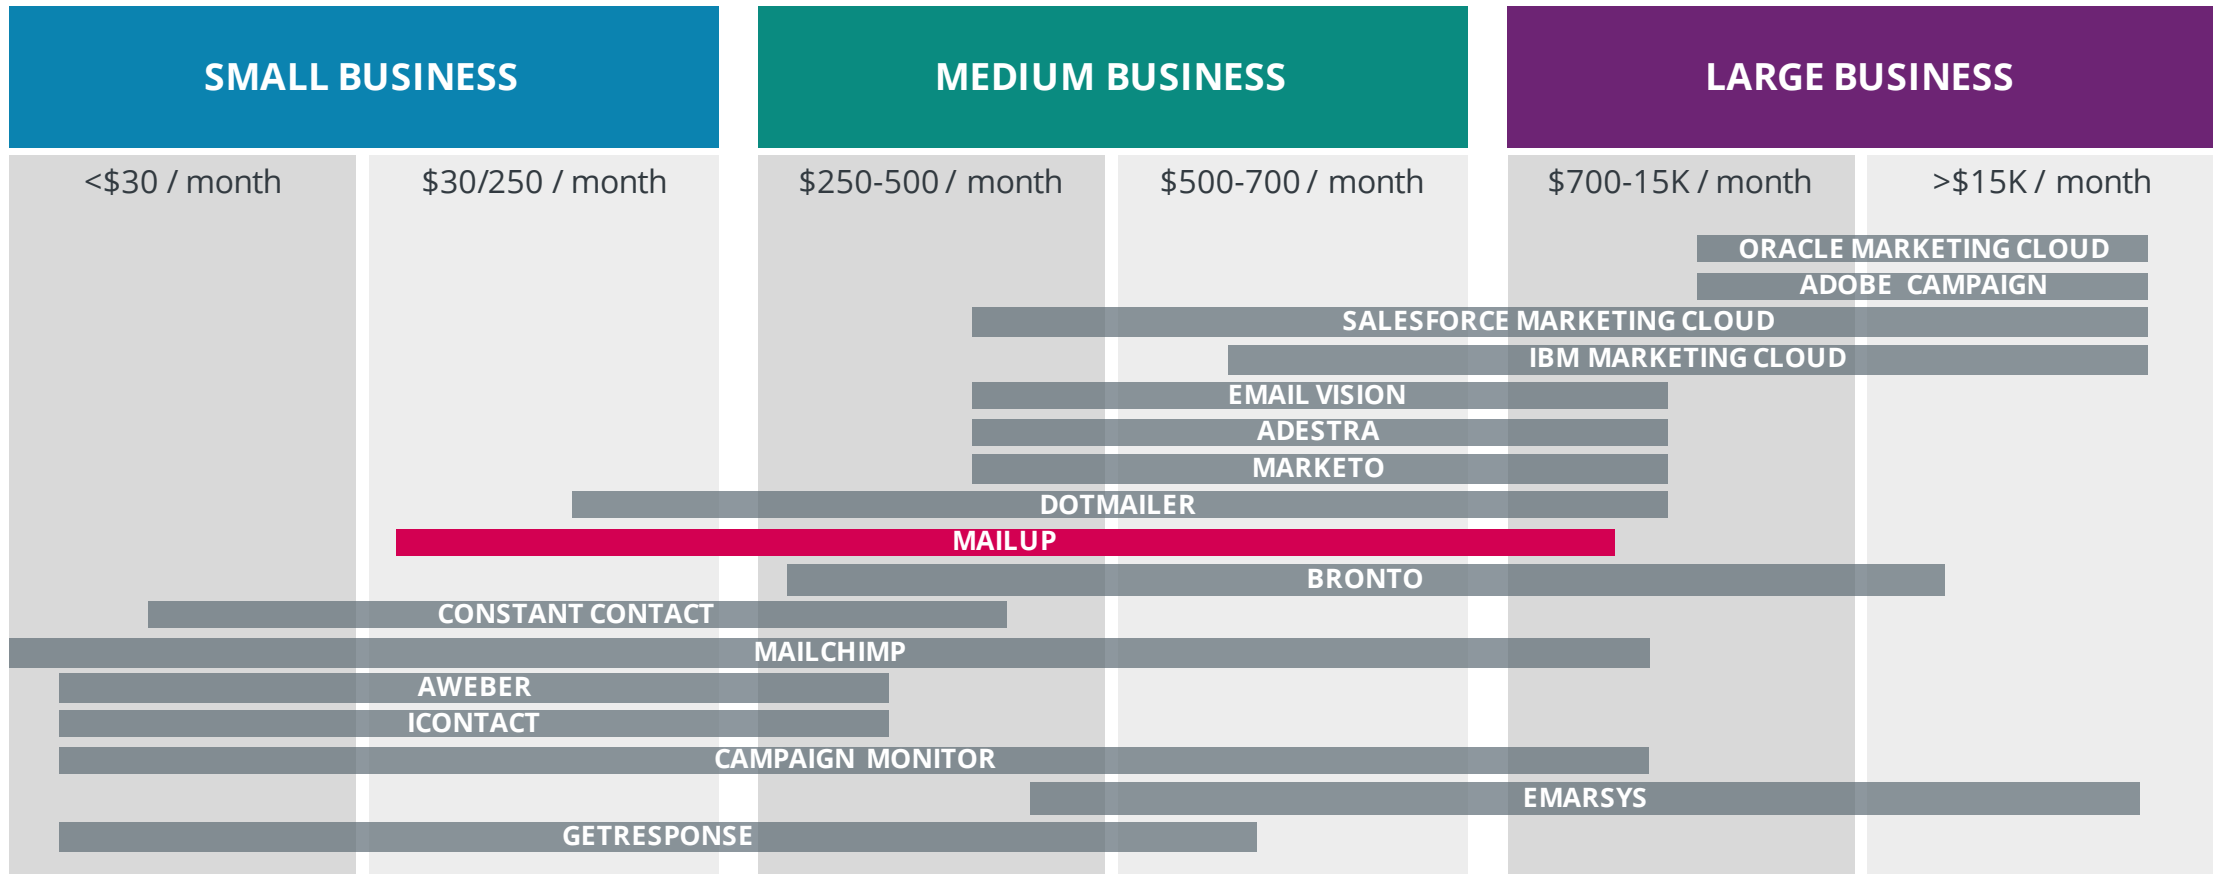 SMALL BUSINESS
MEDIUM BUSINESS
LARGE BUSINESS
<$30 / month
$30/250 / month
$250-500 / month
$500-700 / month
$700-15K / month
>$15K / month
ORACLE MARKETING CLOUD
ADOBE CAMPAIGN
SALESFORCE MARKETING CLOUD
IBM MARKETING CLOUD
EMAIL VISION
ADESTRA
MARKETO
DOTMAILER
MAILUP
BRONTO
CONSTANT CONTACT
MAILCHIMP
AWEBER
ICONTACT
CAMPAIGN MONITOR
EMARSYS
GETRESPONSE